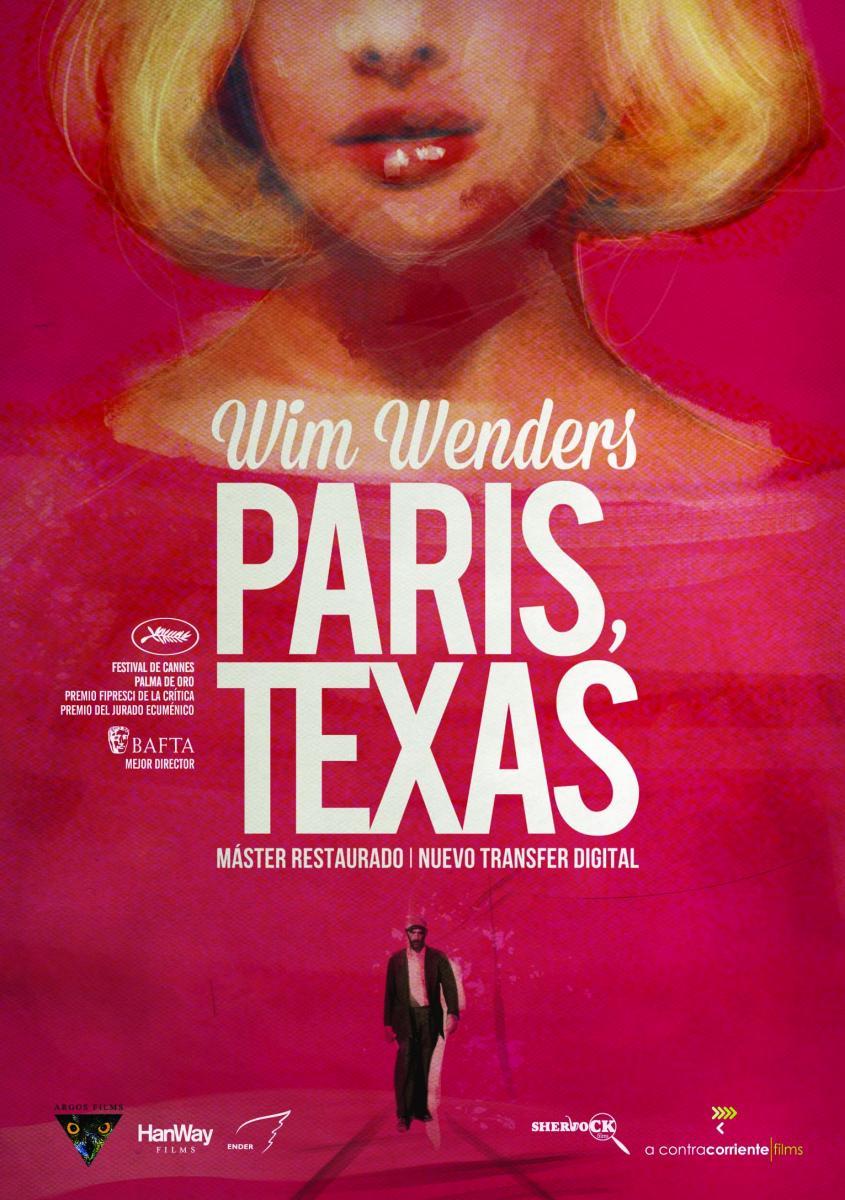 Wim Wenders
PARIS,
TEXAS
FESTIVAL DE CANNES
PALMA DE ORO
PREMIO FIPRESCI DE LA CRÍTICA
PREMIO DEL JURADO ECUMÉNICO
BAFTA
MEJOR DIRECTOR
MÁSTER RESTAURADO | NUEVO TRANSFER DIGITAL
ARGOS FILMS
HanWay
FILMS
ENDER
SHERLOCK
films
a contracorriente|films